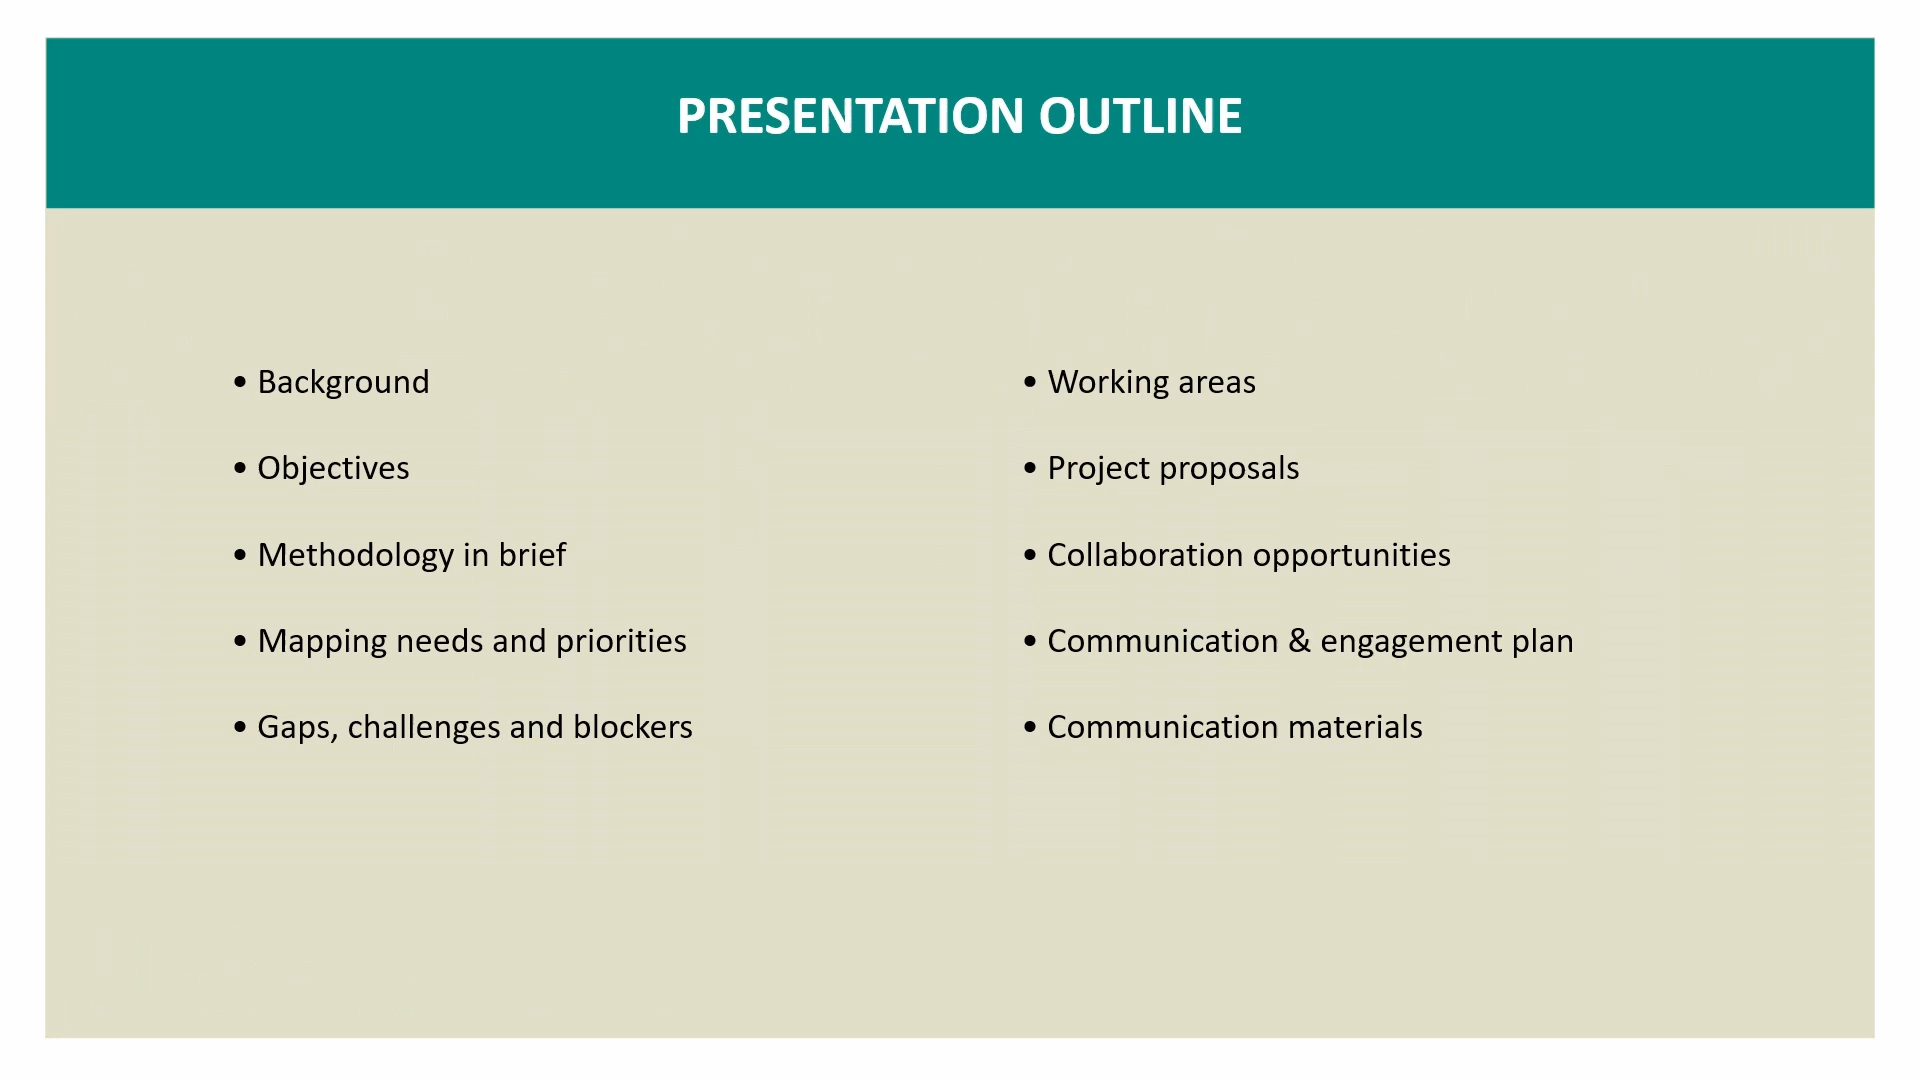 PRESENTATION OUTLINE
• Background
• Objectives
• Methodology in brief
• Mapping needs and priorities
• Gaps, challenges and blockers
• Working areas
• Project proposals
• Collaboration opportunities
• Communication & engagement plan
• Communication materials